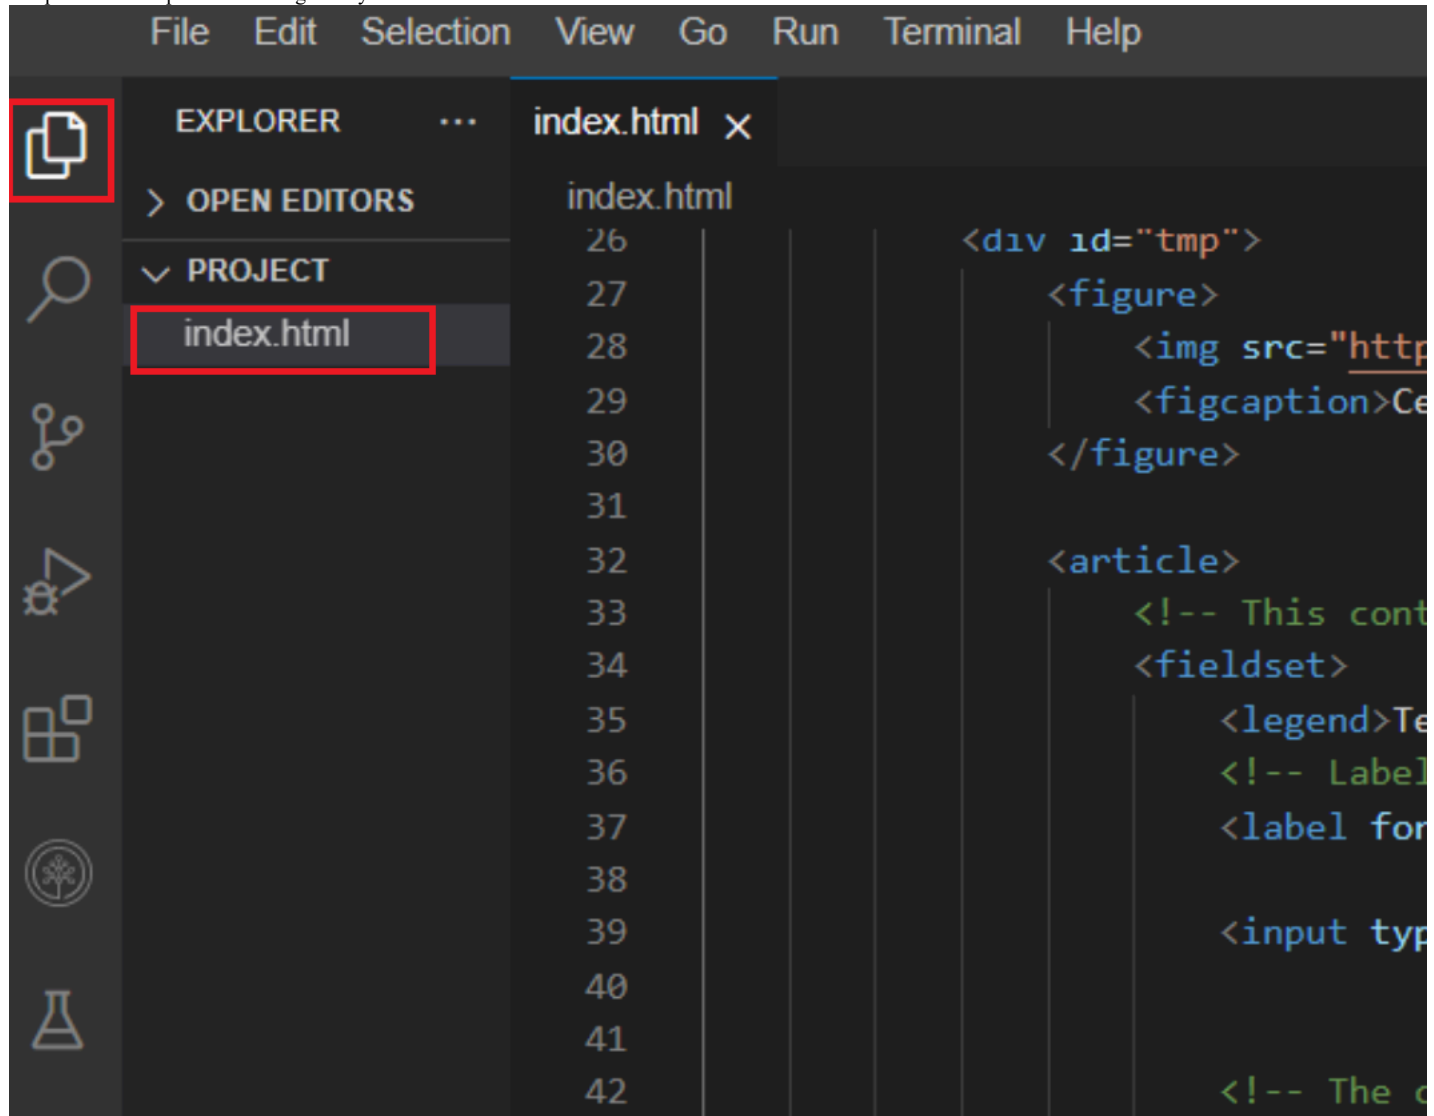 File Edit Selection View Go Run Terminal Help
EXPLORER ...
OPEN EDITORS
PROJECT
index.html
index.html ×
index.html
26 <div id="tmp">
27 <figure>
28 <img src="http
29 <figcaption>Ce
30 </figure>
31
32 <article>
33 <!-- This cont
34 <fieldset>
35 <legend>Te
36 <!-- Label
37 <label for
38
39 <input typ
40
41
42 <!-- The c